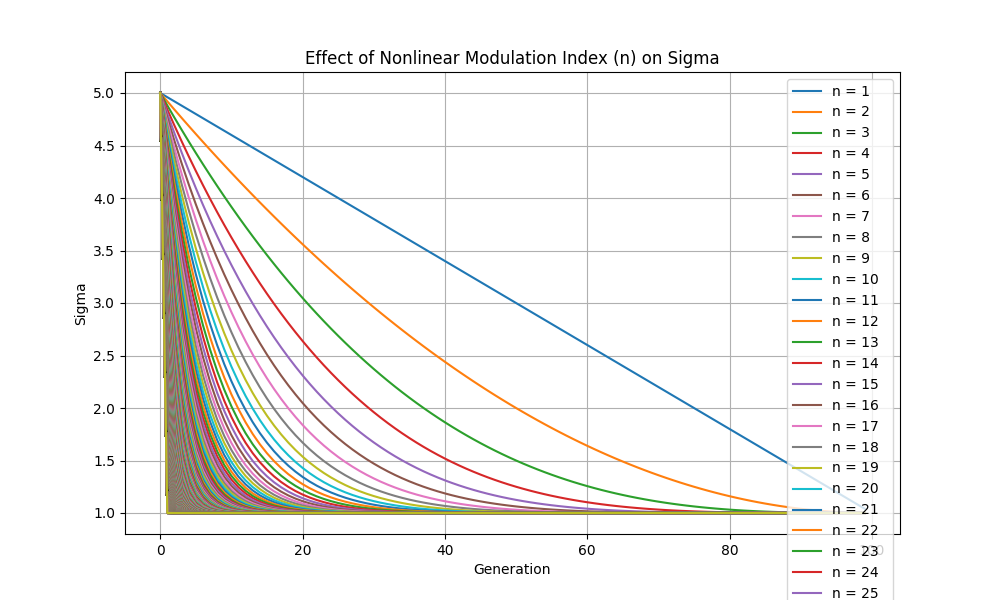 Effect of Nonlinear Modulation Index (n) on Sigma
5.0
4.5
4.0
3.5
3.0
2.5
2.0
1.5
1.0
Sigma
0
20
40
60
80
100
Generation
n = 1
n = 2
n = 3
n = 4
n = 5
n = 6
n = 7
n = 8
n = 9
n = 10
n = 11
n = 12
n = 13
n = 14
n = 15
n = 16
n = 17
n = 18
n = 19
n = 20
n = 21
n = 22
n = 23
n = 24
n = 25